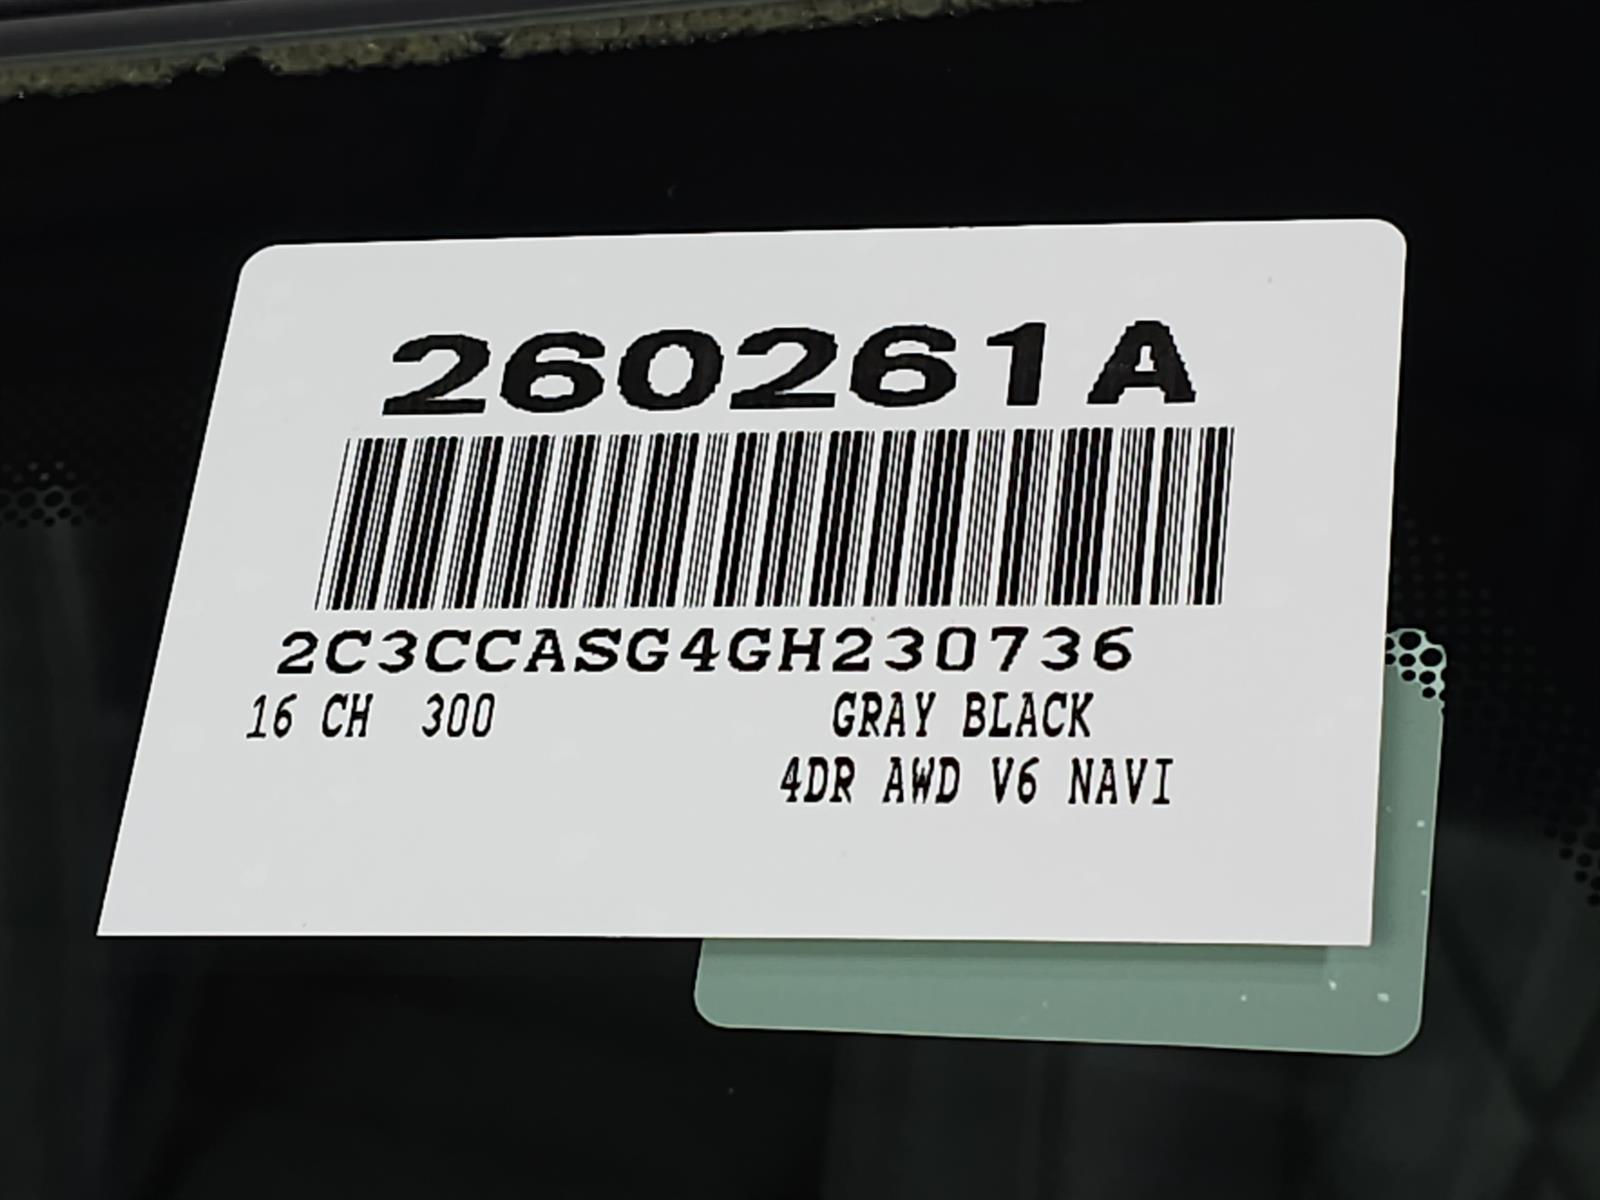 260261A
2C3CCASG4GH230736
16 CH 300 GRAY BLACK
4DR AWD V6 NAVI